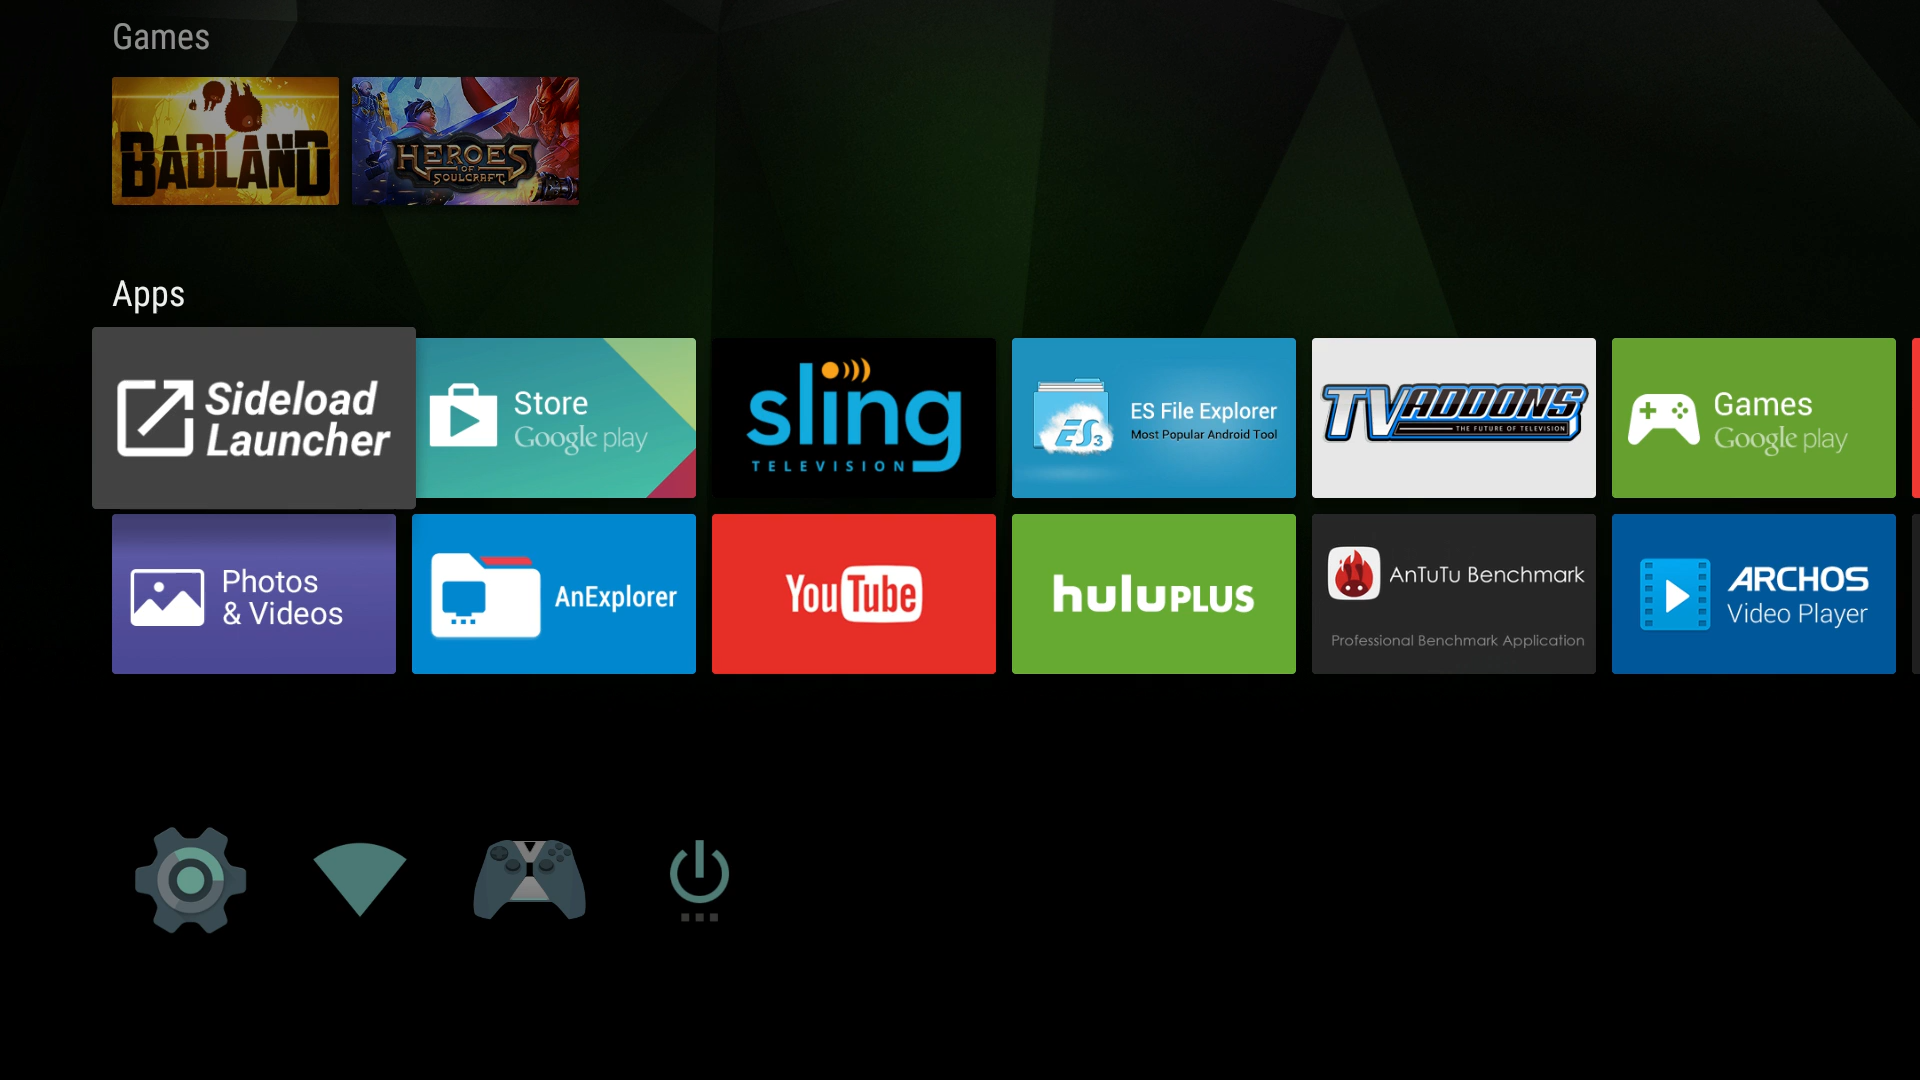 Games
BADLAND
HEROES
OF
SOULCRAFT
Apps
Sideload
Launcher
Store
Google play
sling
TELEVISION
ES File Explorer
Most Popular Android Tool
ES 3
TVADDONS
THE FUTURE OF TELEVISION
Games
Google play
Photos
& Videos
AnExplorer
YouTube
huluPLUS
AnTuTu Benchmark
Professional Benchmark Application
ARCHOS
Video Player